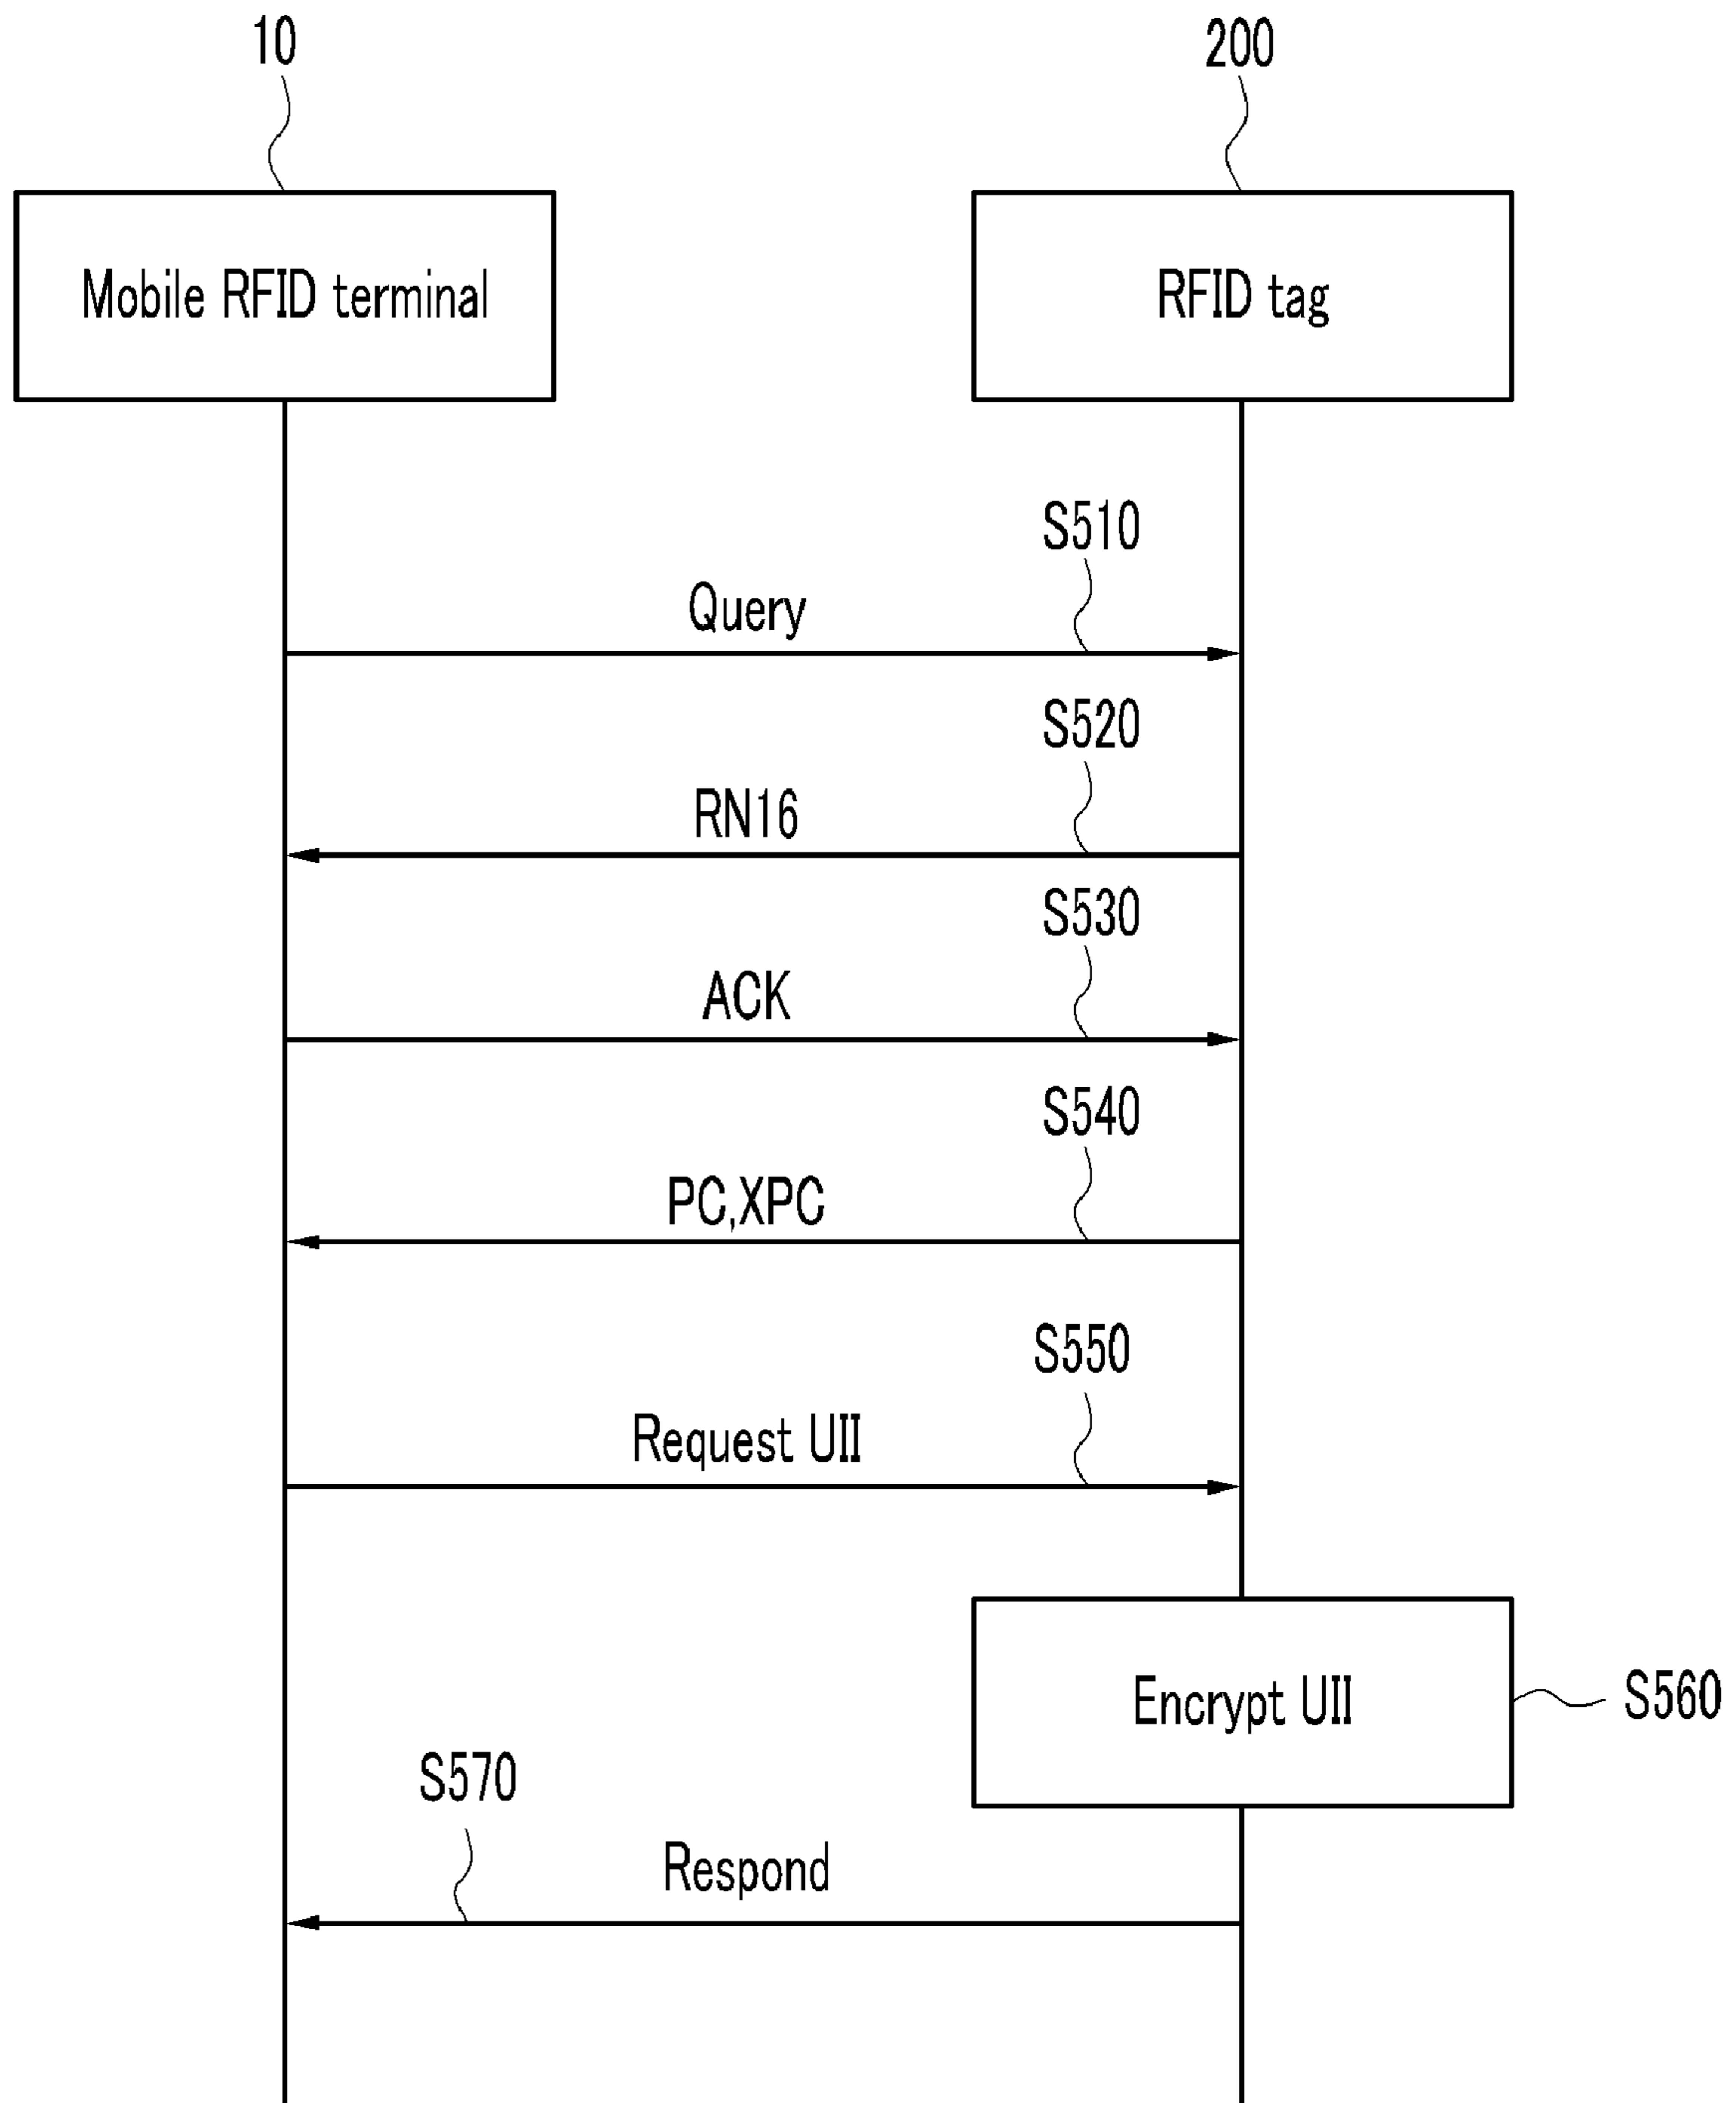 10
200
Mobile RFID terminal
RFID tag
S510
Query
S520
RN16
S530
ACK
S540
PC,XPC
S550
Request UII
Encrypt UII
S560
S570
Respond